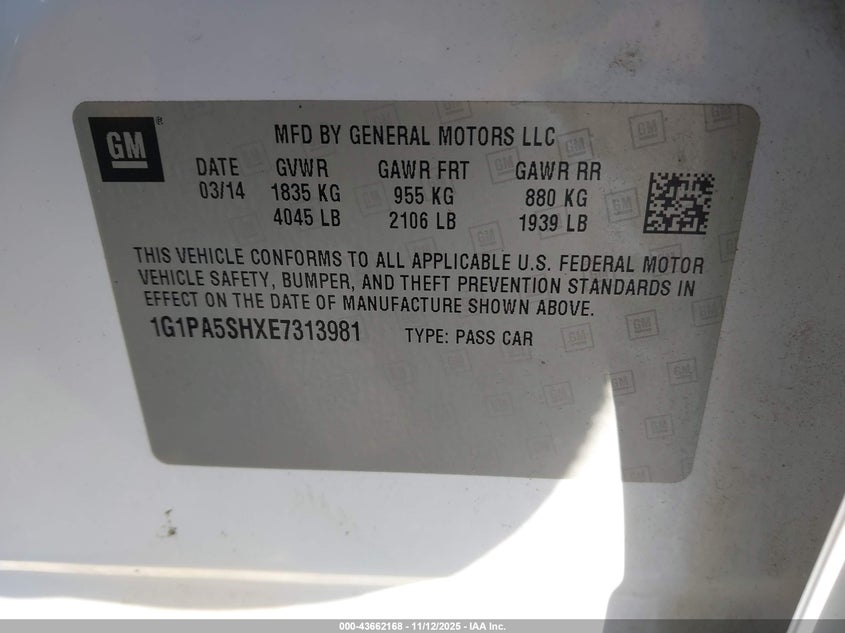 GM®
MFD BY GENERAL MOTORS LLC
DATE GVWR GAWR FRT GAWR RR
03/14 1835 KG 955 KG 880 KG
4045 LB 2106 LB 1939 LB
THIS VEHICLE CONFORMS TO ALL APPLICABLE U.S. FEDERAL MOTOR
VEHICLE SAFETY, BUMPER, AND THEFT PREVENTION STANDARDS IN
EFFECT ON THE DATE OF MANUFACTURE SHOWN ABOVE.
1G1PA5SHXE7313981 TYPE: PASS CAR
000-43662168 - 11/12/2025 - IAA Inc.